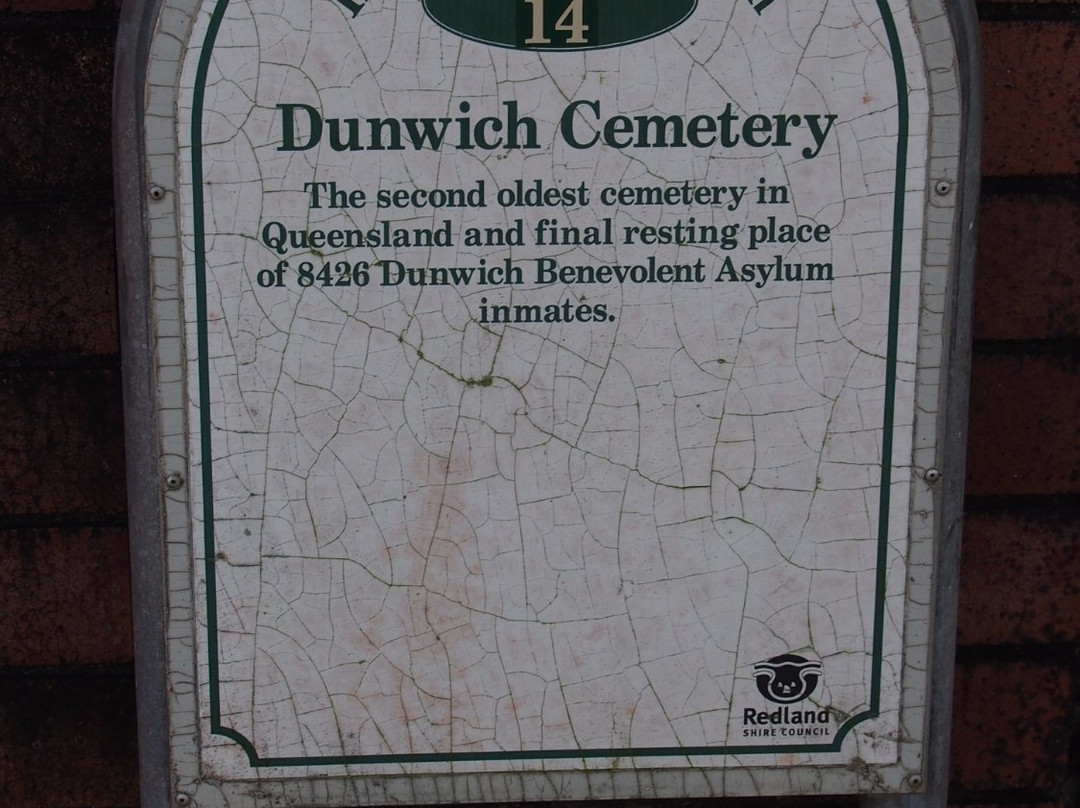 14
Dunwich Cemetery
The second oldest cemetery in
Queensland and final resting place
of 8426 Dunwich Benevolent Asylum
inmates.
Redland
SHIRE COUNCIL